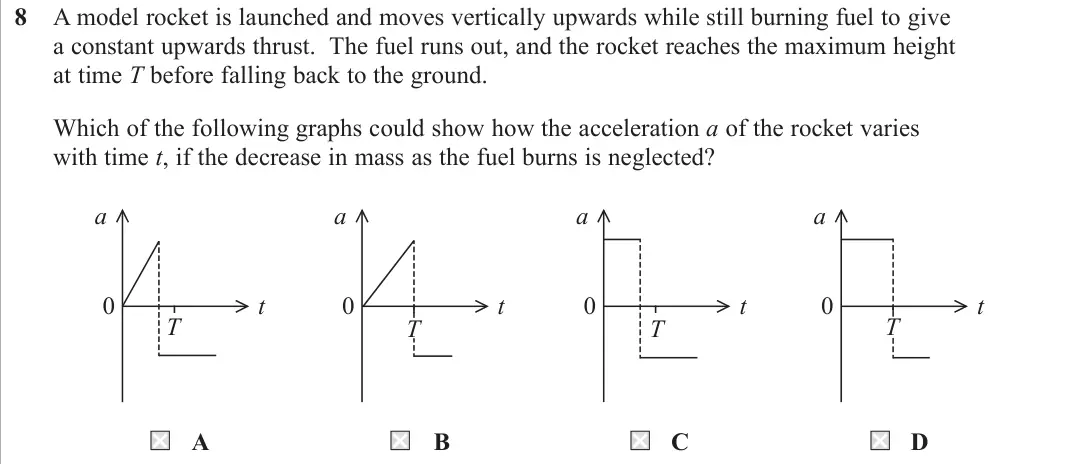 8 A model rocket is launched and moves vertically upwards while still burning fuel to give
a constant upwards thrust. The fuel runs out, and the rocket reaches the maximum height
at time T before falling back to the ground.
Which of the following graphs could show how the acceleration a of the rocket varies
with time t, if the decrease in mass as the fuel burns is neglected?
a a a a
0 t 0 t 0 t 0 t
T T T T
A B C D